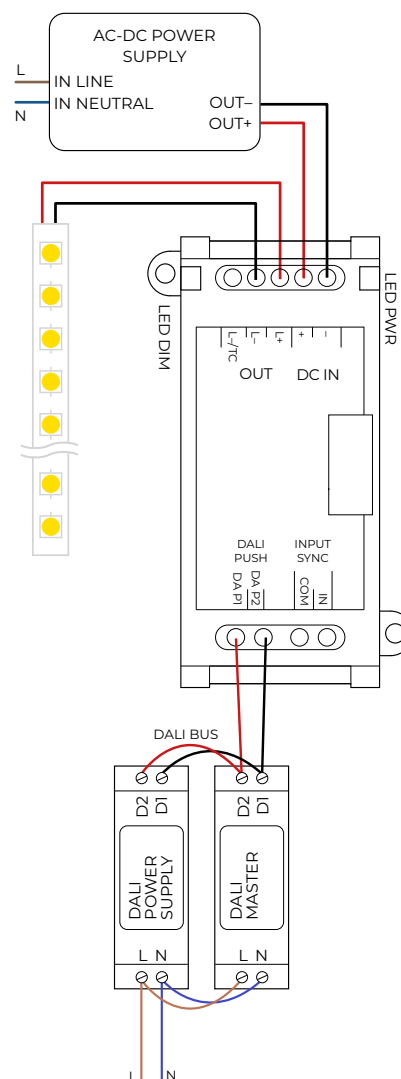 AC-DC POWER
SUPPLY
L
IN LINE
N
IN NEUTRAL
OUT–
OUT+
LED DIM
LED PWR
L–/TC
L–
L+
+
–
OUT
DC IN
DALI
PUSH
INPUT
SYNC
DA P1
DA P2
COM
IN
DALI BUS
D2
D1
D2
D1
DALI
POWER
SUPPLY
DALI
MASTER
L N
L N
L
N